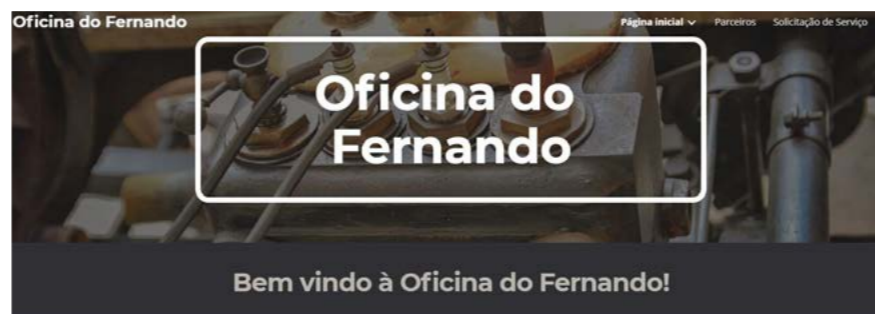 Oficina do Fernando
Página inicial Parceiros Solicitação de Serviço
Oficina do
Fernando
Bem vindo à Oficina do Fernando!